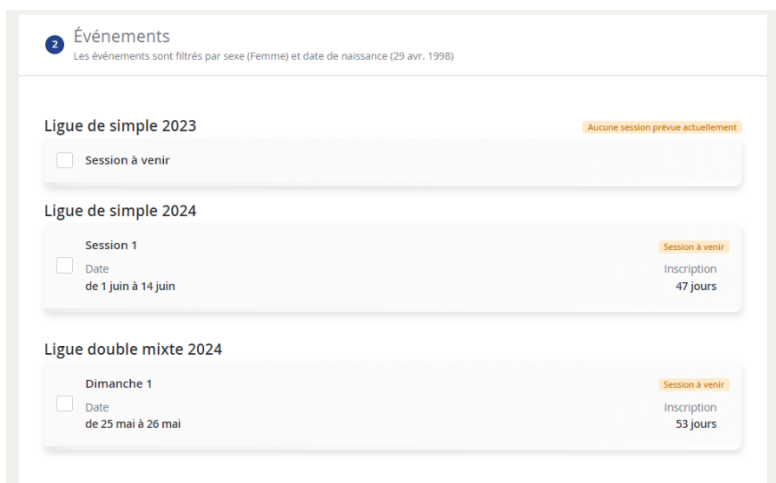 2
Événements
Les événements sont filtrés par sexe (Femme) et date de naissance (29 avr. 1998)
Ligue de simple 2023
Aucune session prévue actuellement
Session à venir
Ligue de simple 2024
Session 1
Session à venir
Date
Inscription
de 1 juin à 14 juin
47 jours
Ligue double mixte 2024
Dimanche 1
Session à venir
Date
Inscription
de 25 mai à 26 mai
53 jours